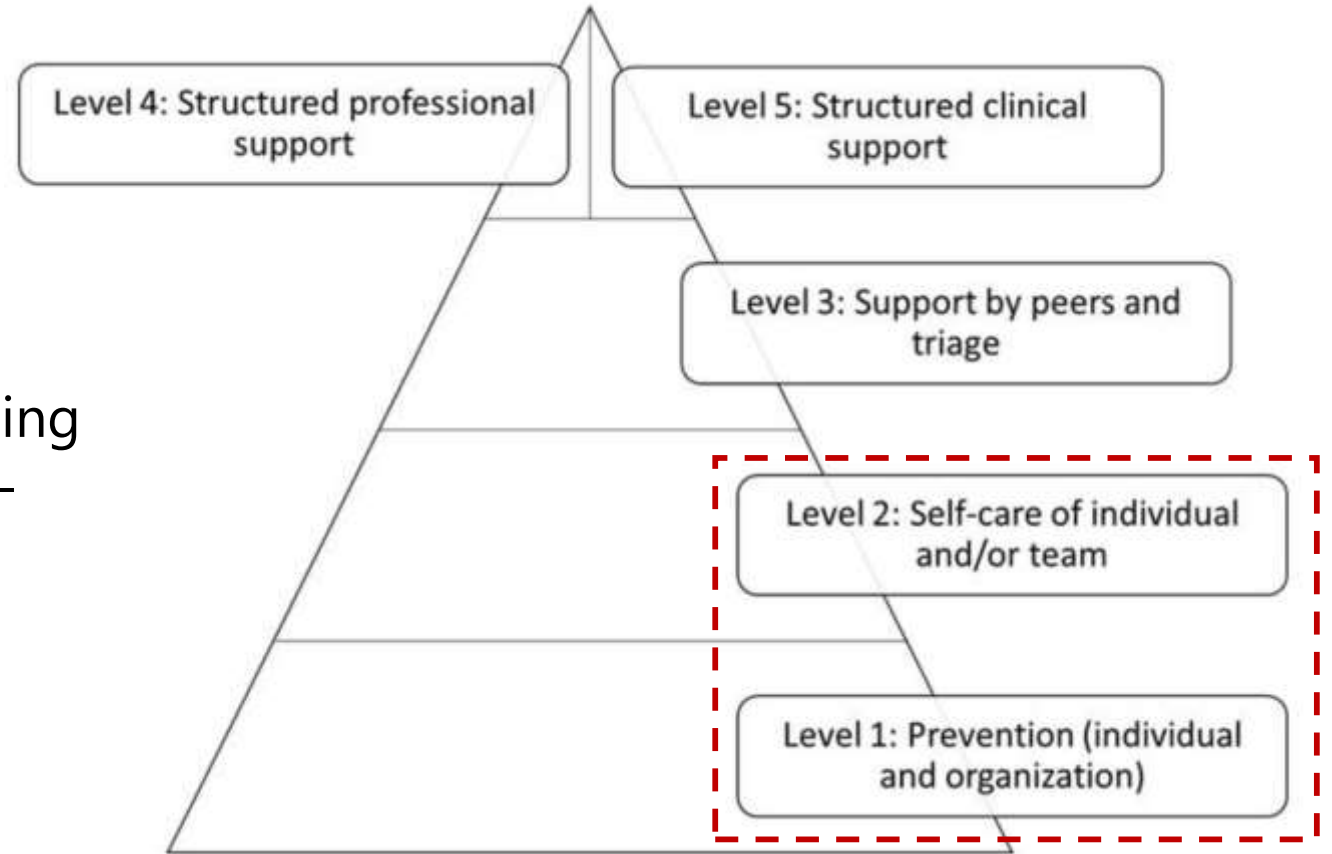 Level 4: Structured professional
support
Level 5: Structured clinical
support
Level 3: Support by peers and
triage
ing
–
Level 2: Self-care of individual
and/or team
Level 1: Prevention (individual
and organization)